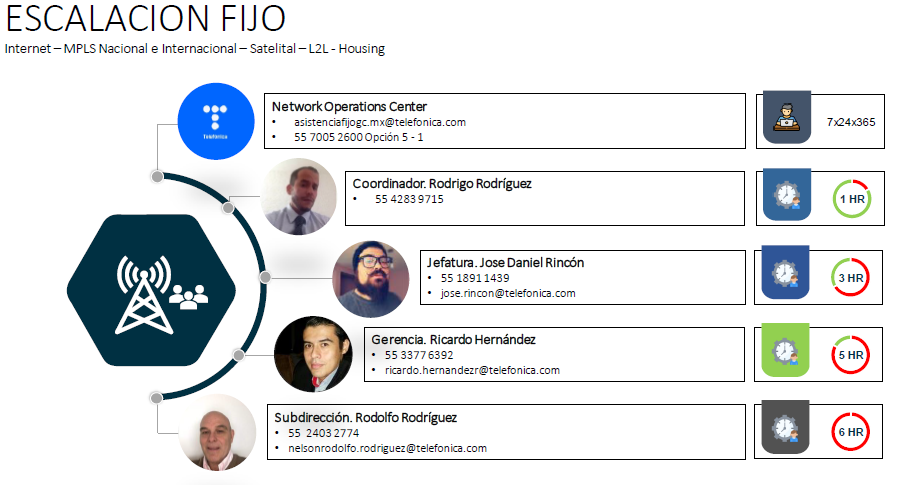 ESCALACION FIJO
Internet – MPLS Nacional e Internacional – Satelital – L2L - Housing
Telefónica
Network Operations Center
• asistenciafijogc.mx@telefonica.com
• 55 7005 2600 Opción 5 - 1
7x24x365
Coordinador. Rodrigo Rodríguez
• 55 4283 9715
1 HR
Jefatura. Jose Daniel Rincón
• 55 1891 1439
• jose.rincon@telefonica.com
3 HR
Gerencia. Ricardo Hernández
• 55 3377 6392
• ricardo.hernandezr@telefonica.com
5 HR
Subdirección. Rodolfo Rodríguez
• 55 2403 2774
• nelsonrodolfo.rodriguez@telefonica.com
6 HR